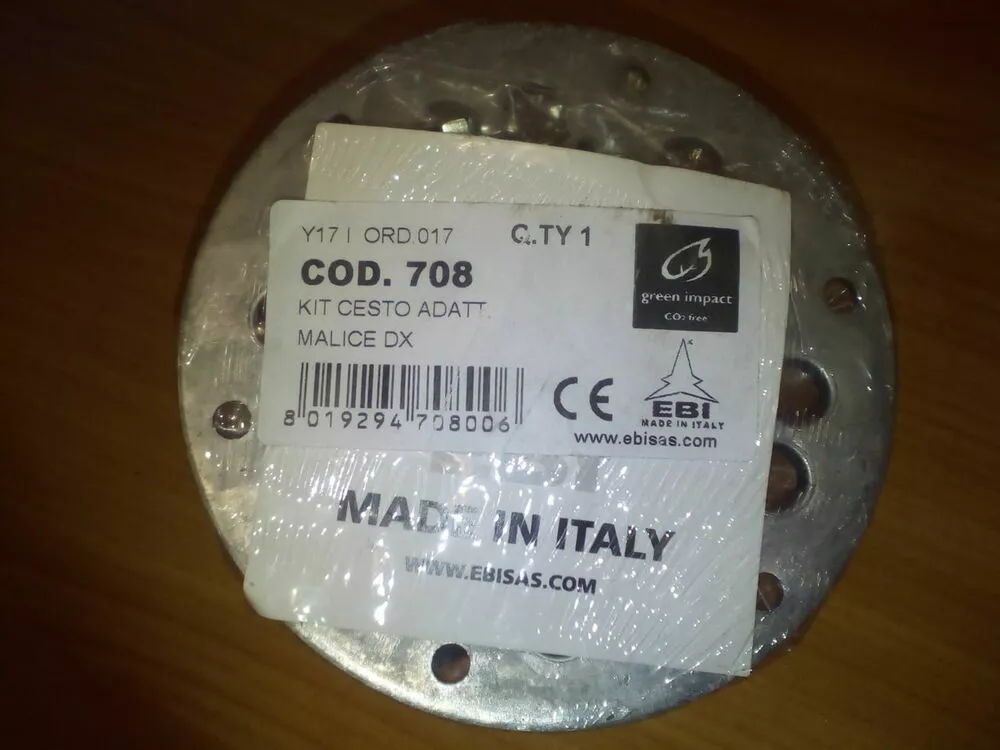 Y17 | ORD.017 Q.TY 1
COD. 708
KIT CESTO ADATT.
MALICE DX
8 019294 708006
green impact
CO2 free
CE
EBI
MADE IN ITALY
www.ebisas.com
MADE IN ITALY
WWW.EBISAS.COM